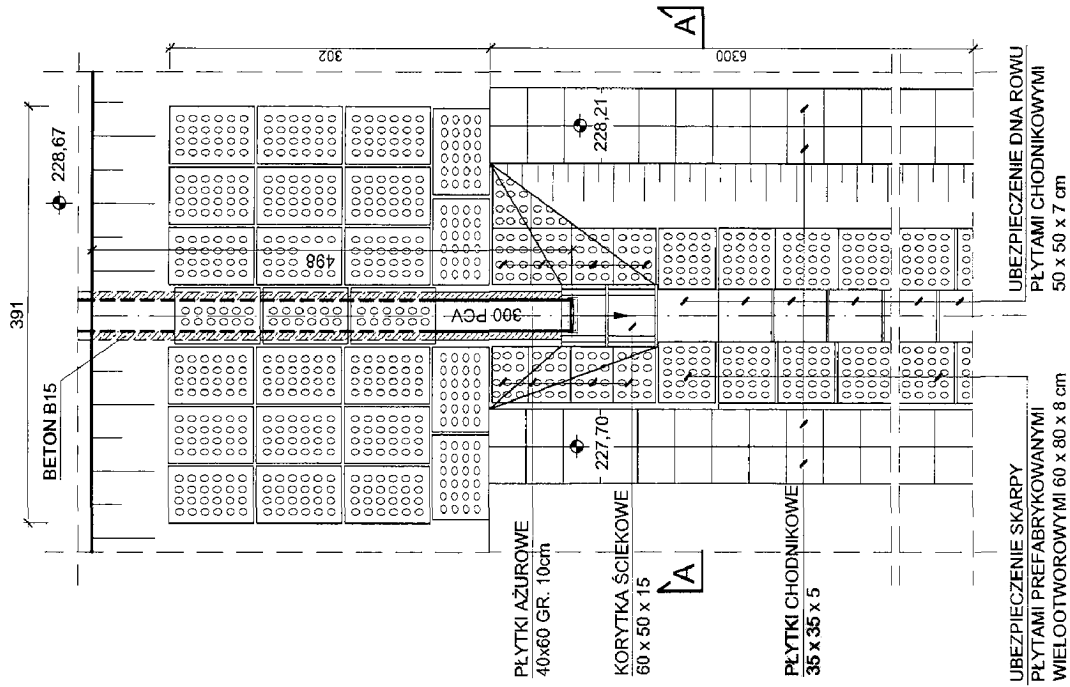 391
228,67
BETON B15
302
498
300 PCV
A
A
6300
228,21
227,70
PŁYTKI AŻUROWE
40x60 GR. 10cm
KORYTKA ŚCIEKOWE
60 x 50 x 15
PŁYTKI CHODNIKOWE
35 x 35 x 5
UBEZPIECZENIE SKARPY
PŁYTAMI PREFABRYKOWANYMI
WIELOOTWOROWYMI 60 x 80 x 8 cm
UBEZPIECZENIE DNA ROWU
PŁYTAMI CHODNIKOWYMI
50 x 50 x 7 cm